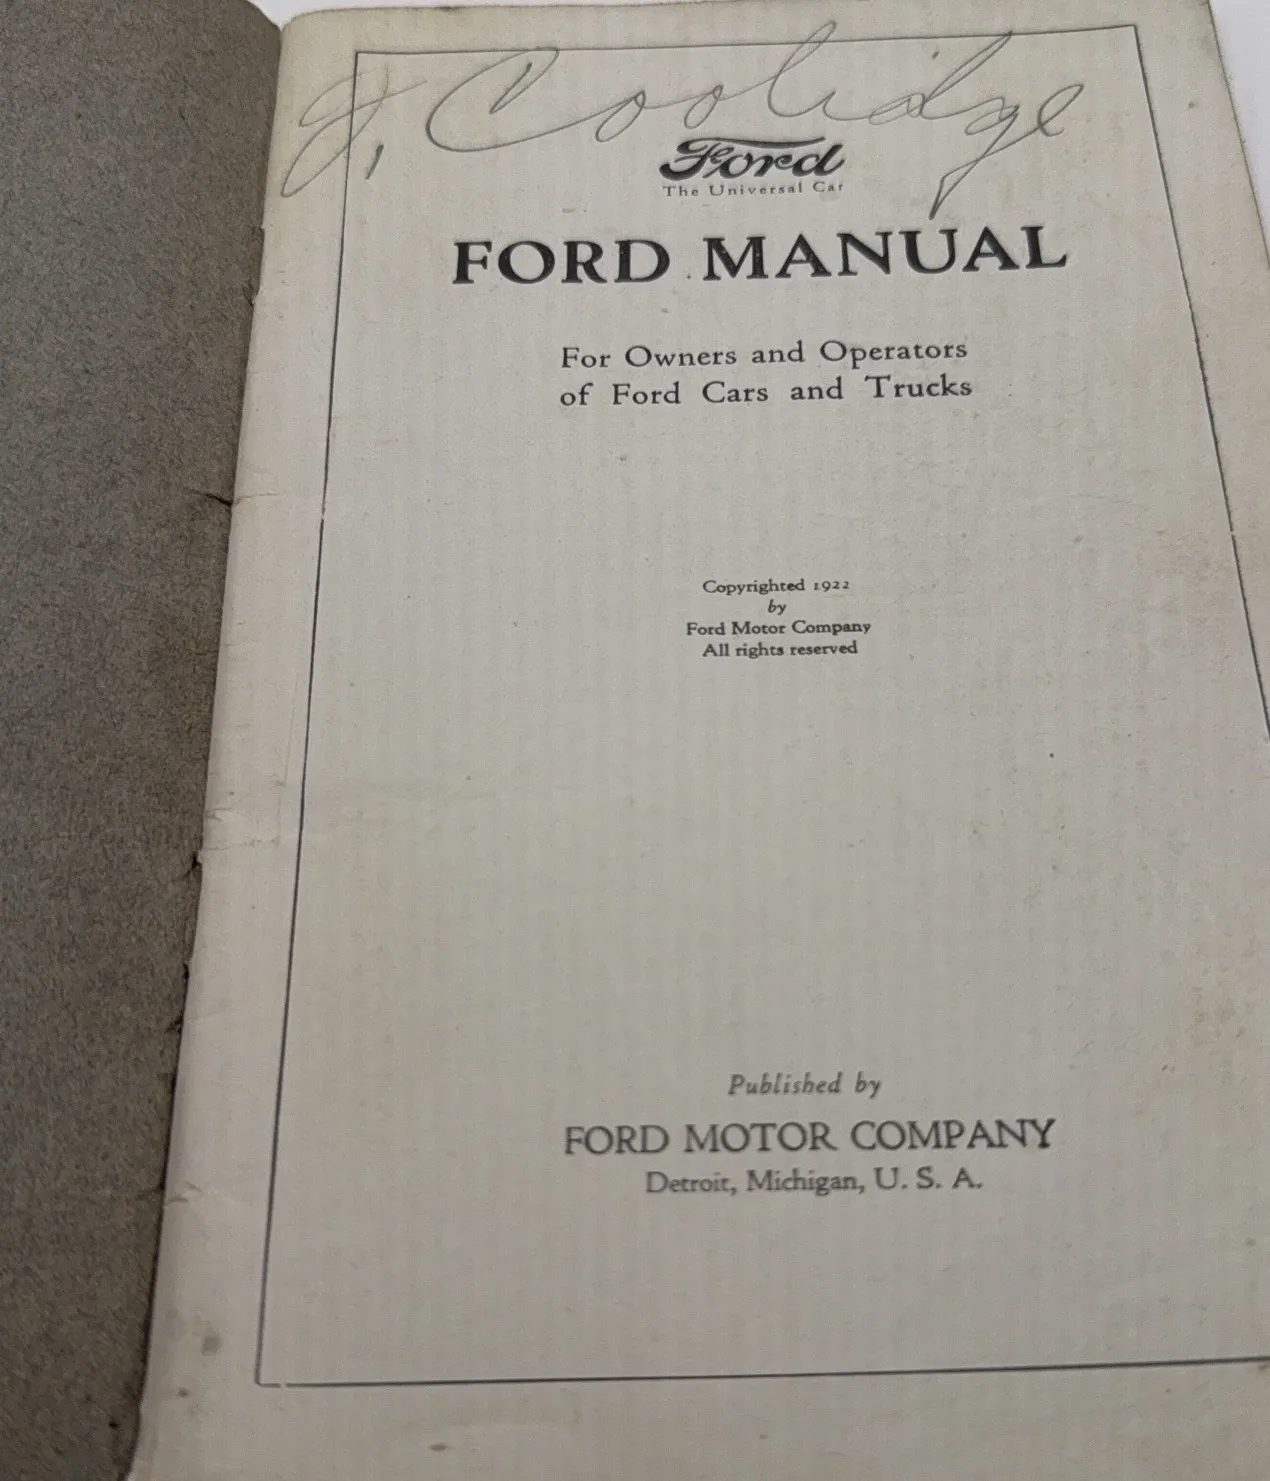 J, Coolidge
Ford
The Universal Car
FORD MANUAL
For Owners and Operators
of Ford Cars and Trucks
Copyrighted 1922
by
Ford Motor Company
All rights reserved
Published by
FORD MOTOR COMPANY
Detroit, Michigan, U. S. A.